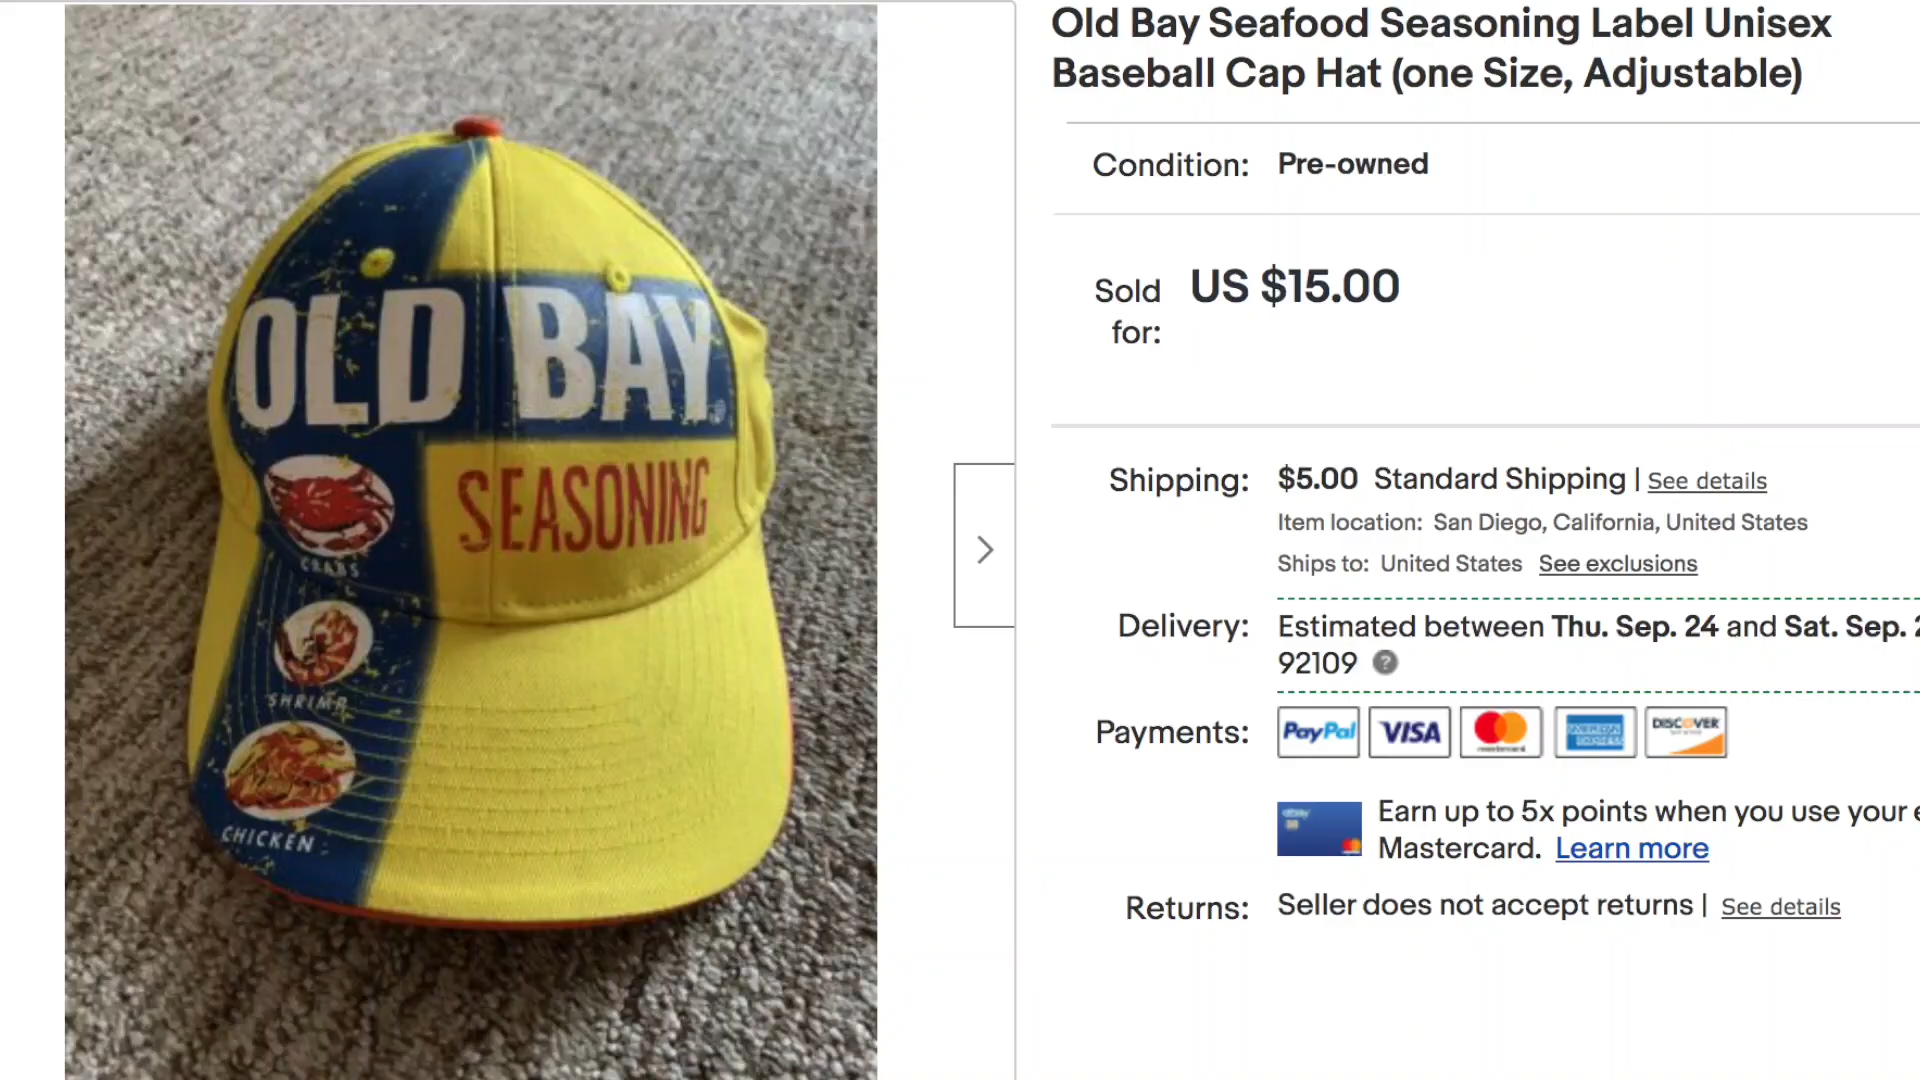 Old Bay Seafood Seasoning Label Unisex
Baseball Cap Hat (one Size, Adjustable)
Condition: Pre-owned
Sold for: US $15.00
Shipping: $5.00 Standard Shipping | See details
Item location: San Diego, California, United States
Ships to: United States See exclusions
Delivery: Estimated between Thu. Sep. 24 and Sat. Sep.
92109 ?
Payments: PayPal VISA mastercard AMERICAN EXPRESS DISCOVER
ebay
Earn up to 5x points when you use your
Mastercard. Learn more
Returns: Seller does not accept returns | See details
OLD BAY®
SEASONING
CRABS
SHRIMP
CHICKEN